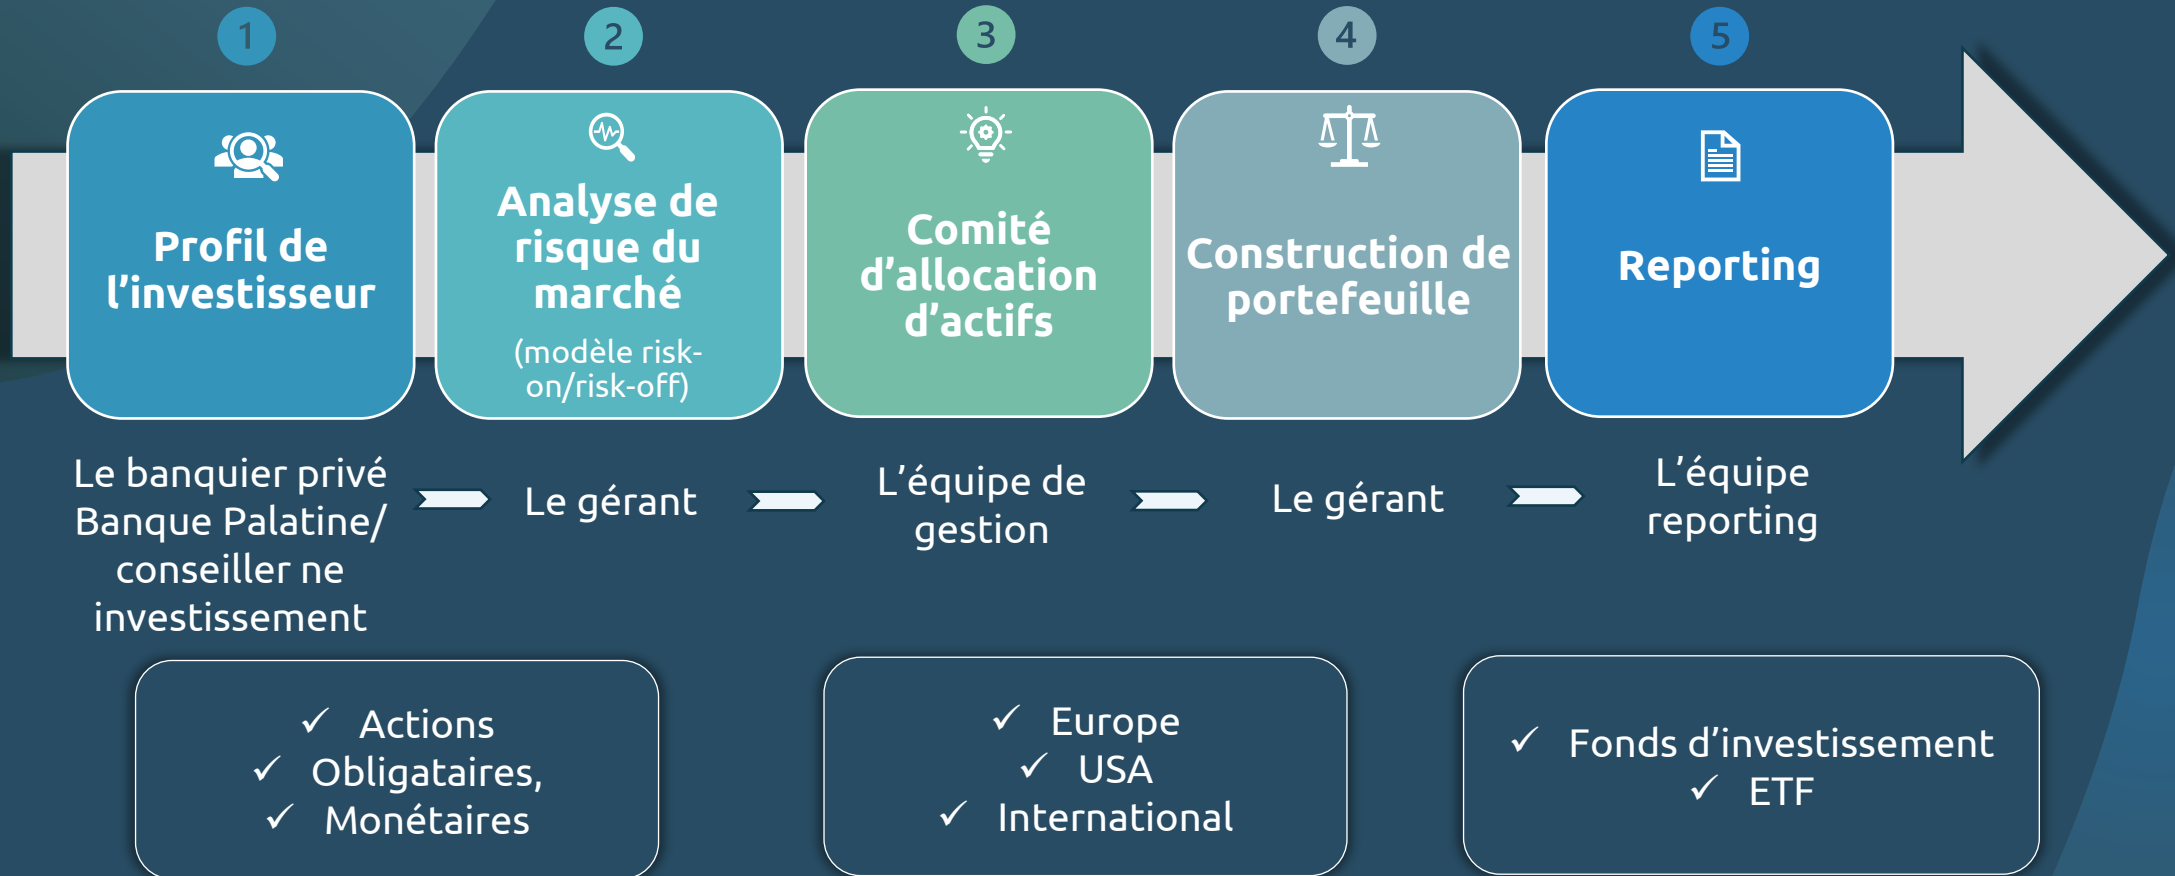 1
2
3
4
5
Profil de
l'investisseur
Analyse de
risque du
marché
(modèle risk-
on/risk-off)
Comité
d'allocation
d'actifs
Construction de
portefeuille
Reporting
Le banquier privé
Banque Palatine/
conseiller ne
investissement
Le gérant
L'équipe de
gestion
Le gérant
L'équipe
reporting
✓ Actions
✓ Obligataires,
✓ Monétaires
✓ Europe
✓ USA
✓ International
✓ Fonds d'investissement
✓ ETF